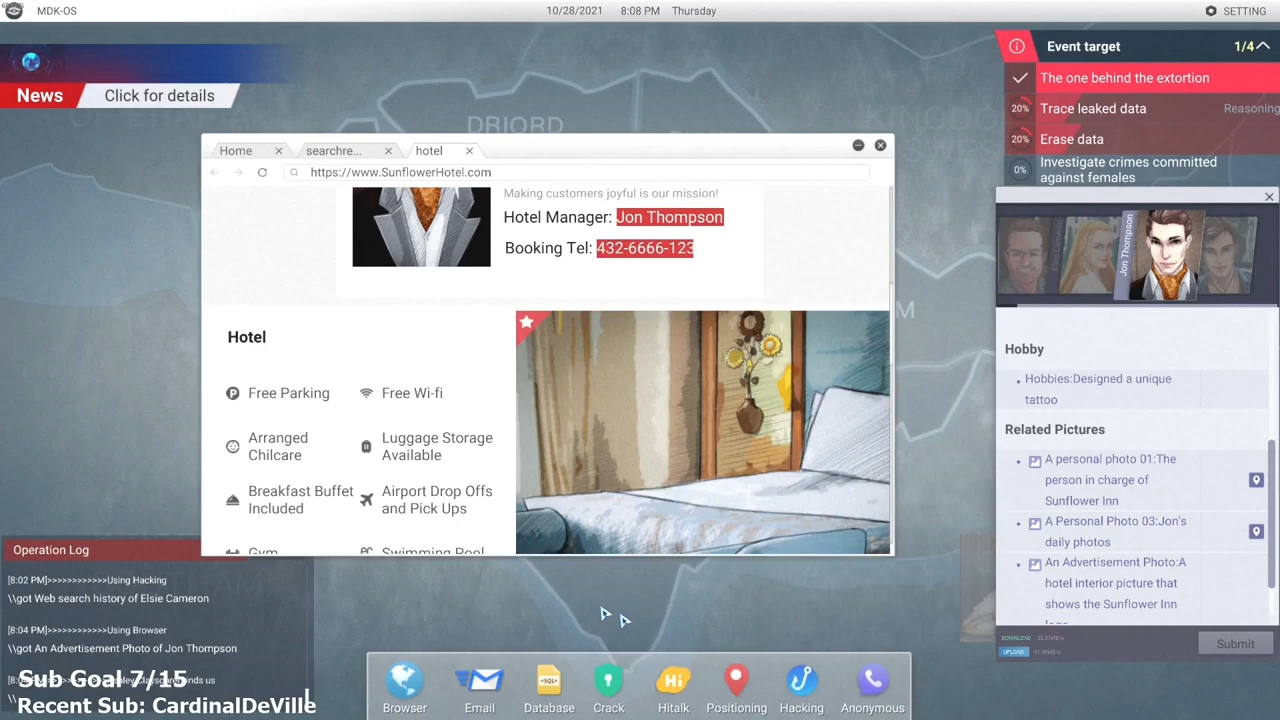 MDK-OS
10/28/2021 8:08 PM Thursday
SETTING
News
Click for details
Event target 1/4
The one behind the extortion
20% Trace leaked data Reasoning
20% Erase data
0% Investigate crimes committed
against females
DRIORD
Home
searchre...
hotel
https://www.SunflowerHotel.com
Making customers joyful is our mission!
Hotel Manager: Jon Thompson
Booking Tel: 432-6666-123
Hotel
Free Parking
Free Wi-fi
Arranged
Childcare
Luggage Storage
Available
Breakfast Buffet
Included
Airport Drop Offs
and Pick Ups
Gym
Swimming Pool
Jon Thompson
Hobby
Hobbies:Designed a unique
tattoo
Related Pictures
A personal photo 01:The
person in charge of
Sunflower Inn
A Personal Photo 03:Jon's
daily photos
An Advertisement Photo:A
hotel interior picture that
shows the Sunflower Inn
logo
DOWNLOAD
UPLOAD
Submit
Operation Log
[8:02 PM]>>>>>>>>>>>>Using Hacking
\\got Web search history of Elsie Cameron
[8:04 PM]>>>>>>>>>>>>Using Browser
\\got An Advertisement Photo of Jon Thompson
Sub Goal 7/15
Recent Sub: CardinalDeVille
Browser
Email
Database
Crack
Hitalk
Positioning
Hacking
Anonymous